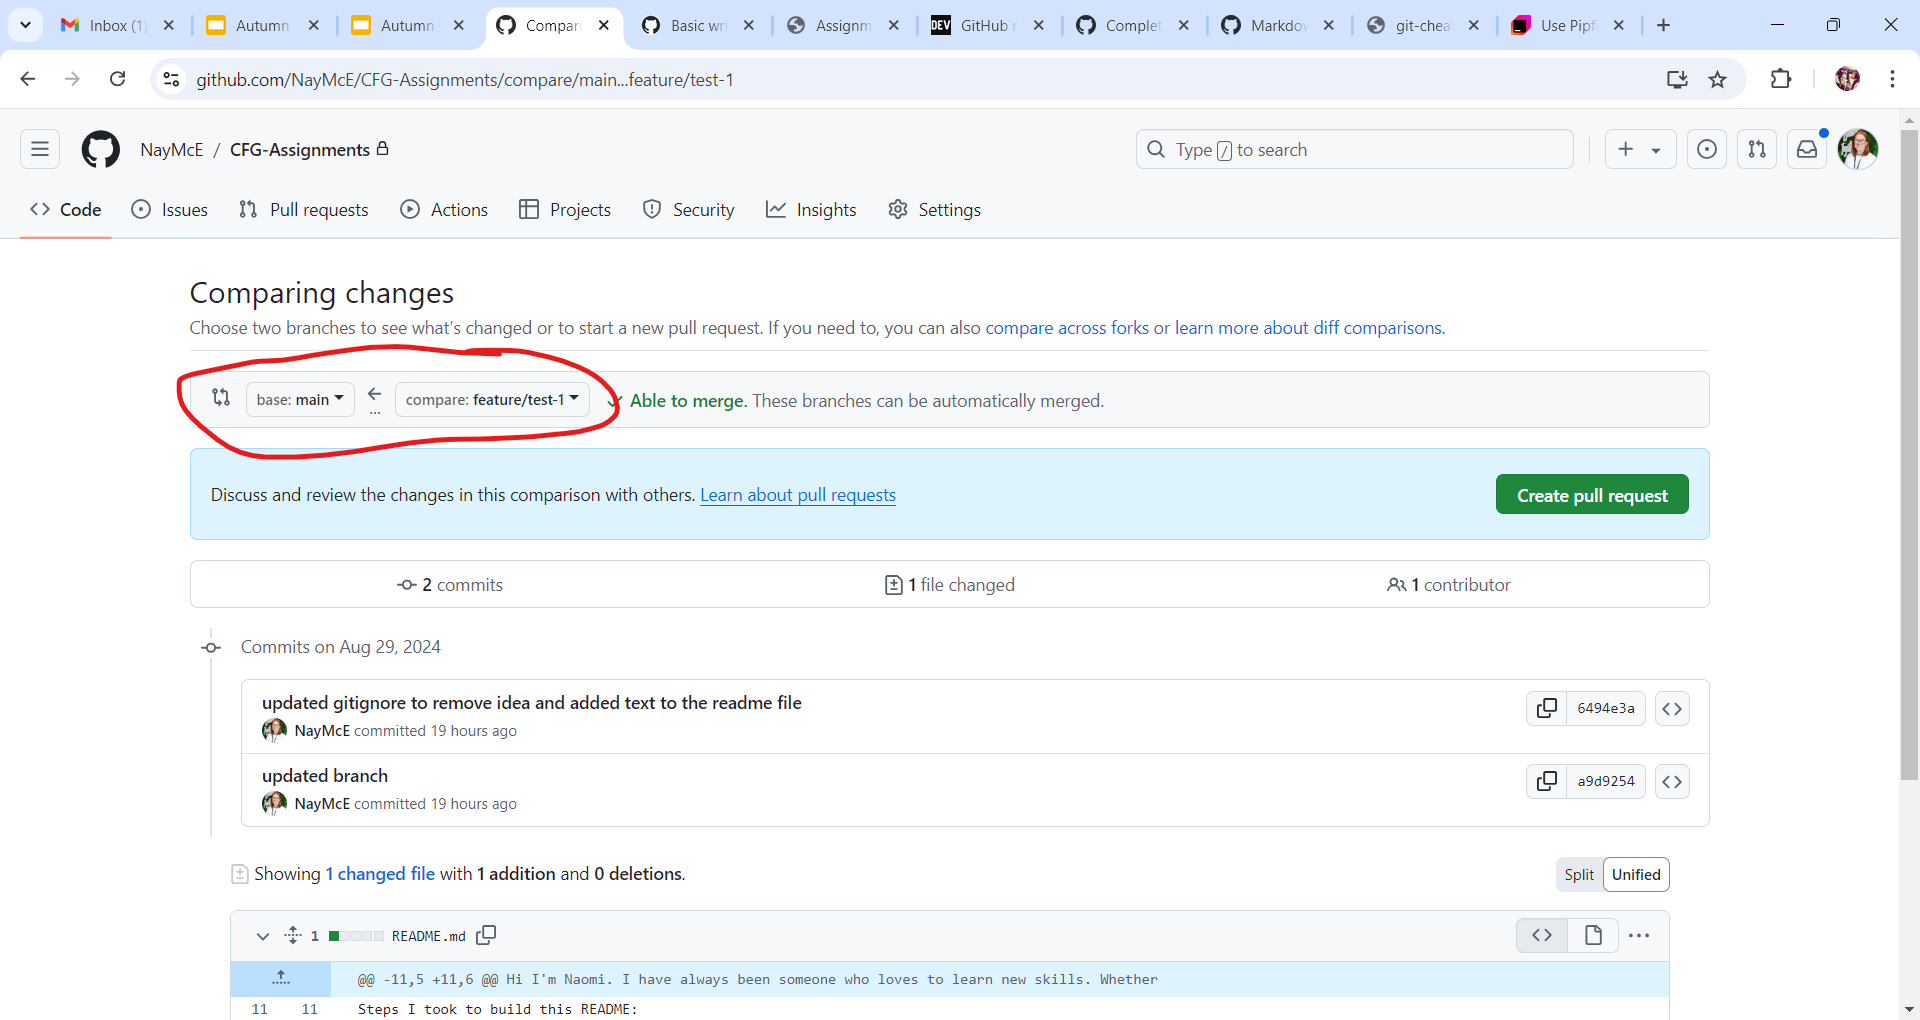 Inbox (1)
Autumn
Autumn
Compari
Basic wri
Assignm
DEV
GitHub r
Complet
Markdov
git-chea
Use Pipf
github.com/NayMcE/CFG-Assignments/compare/main...feature/test-1
NayMcE / CFG-Assignments
Type / to search
Code
Issues
Pull requests
Actions
Projects
Security
Insights
Settings
Comparing changes
Choose two branches to see what's changed or to start a new pull request. If you need to, you can also compare across forks or learn more about diff comparisons.
base: main
...
compare: feature/test-1
Able to merge. These branches can be automatically merged.
Discuss and review the changes in this comparison with others. Learn about pull requests
Create pull request
2 commits
1 file changed
1 contributor
Commits on Aug 29, 2024
updated gitignore to remove idea and added text to the readme file
6494e3a
NayMcE committed 19 hours ago
updated branch
a9d9254
NayMcE committed 19 hours ago
Showing 1 changed file with 1 addition and 0 deletions.
Split
Unified
1
README.md
@@ -11,5 +11,6 @@ Hi I'm Naomi. I have always been someone who loves to learn new skills. Whether
11 11 Steps I took to build this README: